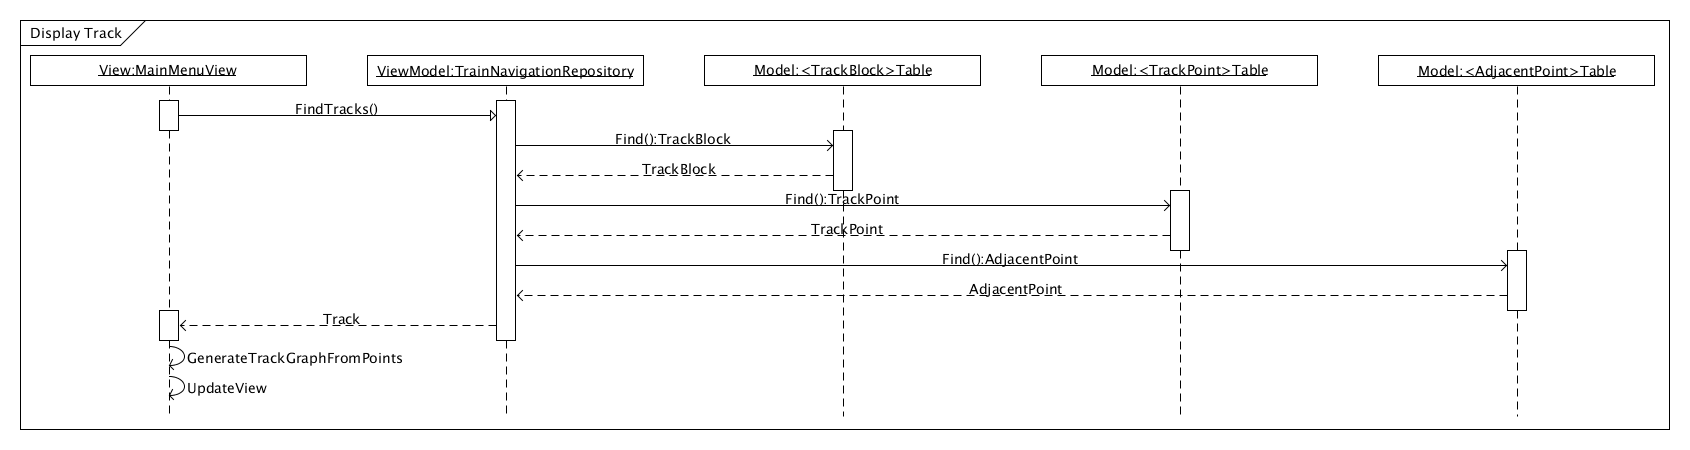 Display Track
View:MainMenuView
ViewModel:TrainNavigationRepository
Model:<TrackBlock>Table
Model:<TrackPoint>Table
Model:<AdjacentPoint>Table
FindTracks()
Find():TrackBlock
TrackBlock
Find():TrackPoint
TrackPoint
Find():AdjacentPoint
AdjacentPoint
Track
GenerateTrackGraphFromPoints
UpdateView